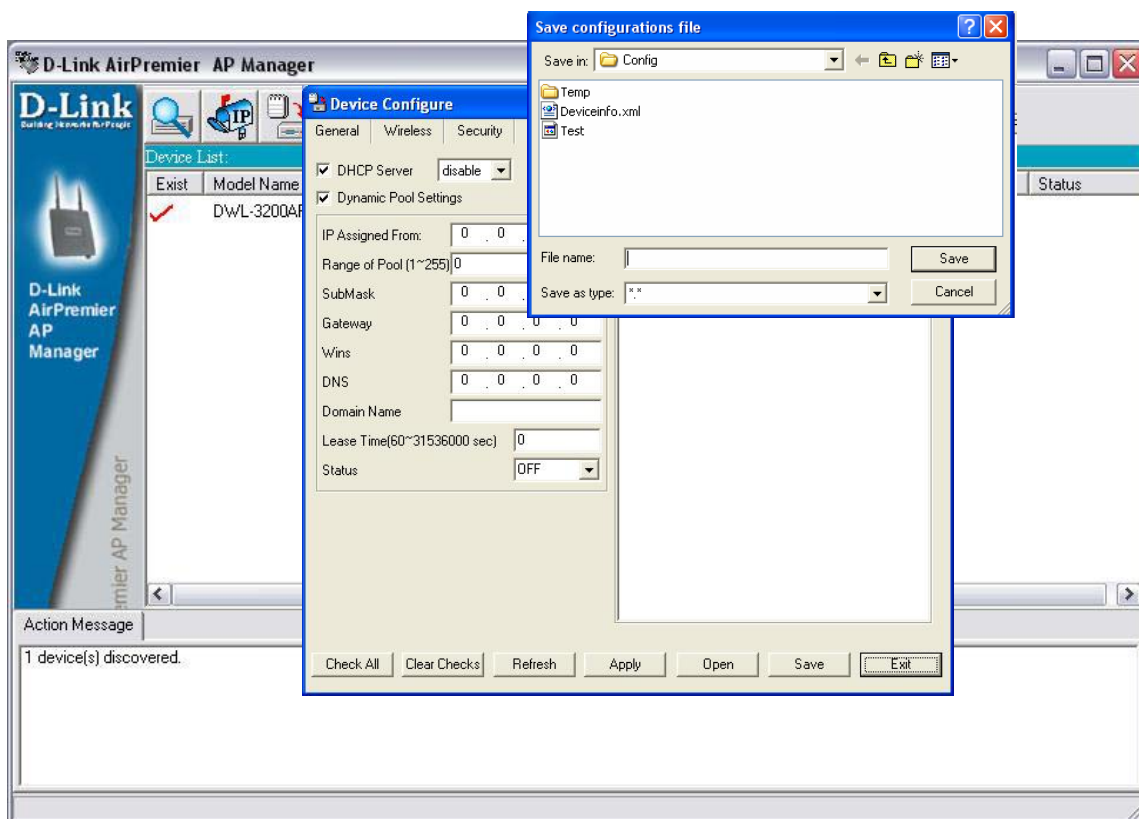 D-Link AirPremier AP Manager
D-Link
Building Networks for People
IP
Device List:
Exist
Model Name
Status
DWL-3200AP
D-Link
AirPremier
AP
Manager
emier AP Manager
Action Message
1 device(s) discovered.
Device Configure
General
Wireless
Security
DHCP Server
disable
Dynamic Pool Settings
IP Assigned From:
0 . 0 .
Range of Pool (1~255)
0
SubMask
0 . 0 .
Gateway
0 . 0 . 0 . 0
Wins
0 . 0 . 0 . 0
DNS
0 . 0 . 0 . 0
Domain Name
Lease Time(60~31536000 sec)
0
Status
OFF
Check All
Clear Checks
Refresh
Apply
Open
Save
Exit
Save configurations file
Save in:
Config
Temp
Deviceinfo.xml
Test
File name:
Save
Save as type:
*.*
Cancel